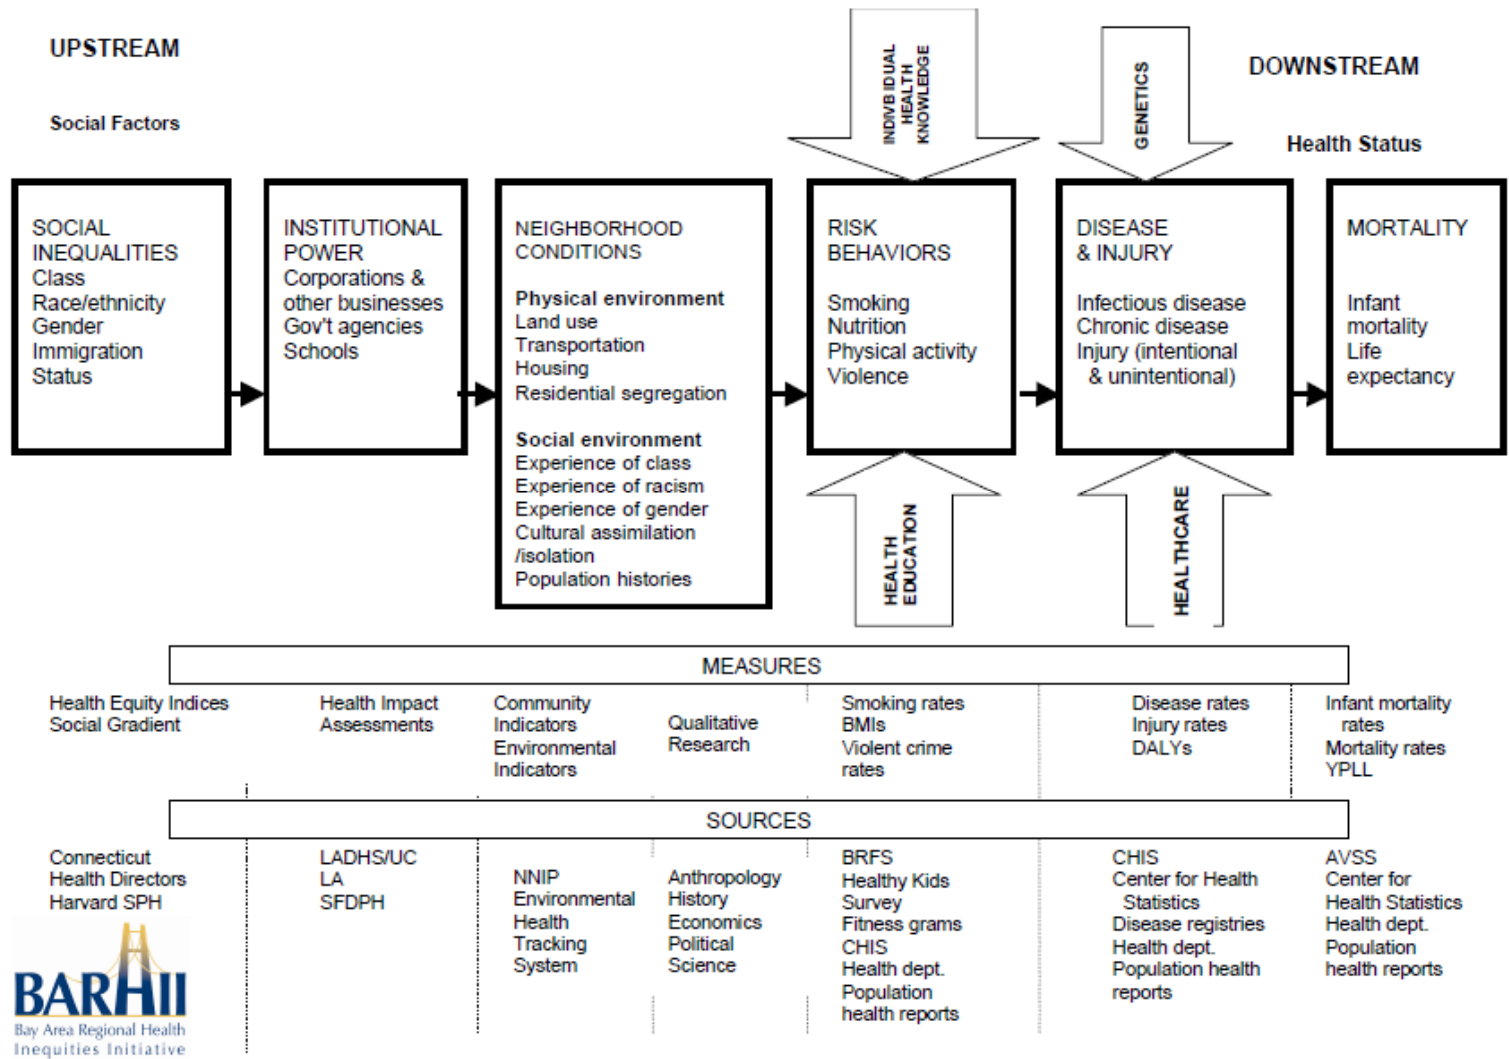 UPSTREAM
Social Factors
INDIVBIDUAL
HEALTH
KNOWLEDGE
GENETICS
DOWNSTREAM
Health Status
SOCIAL
INEQUALITIES
Class
Race/ethnicity
Gender
Immigration
Status
INSTITUTIONAL
POWER
Corporations &
other businesses
Gov't agencies
Schools
NEIGHBORHOOD
CONDITIONS
Physical environment
Land use
Transportation
Housing
Residential segregation
Social environment
Experience of class
Experience of racism
Experience of gender
Cultural assimilation
/isolation
Population histories
RISK
BEHAVIORS
Smoking
Nutrition
Physical activity
Violence
DISEASE
& INJURY
Infectious disease
Chronic disease
Injury (intentional
& unintentional)
MORTALITY
Infant
mortality
Life
expectancy
HEALTH
EDUCATION
HEALTHCARE
MEASURES
Health Equity Indices
Social Gradient
Health Impact
Assessments
Community
Indicators
Environmental
Indicators
Qualitative
Research
Smoking rates
BMIs
Violent crime
rates
Disease rates
Injury rates
DALYs
Infant mortality
rates
Mortality rates
YPLL
SOURCES
Connecticut
Health Directors
Harvard SPH
LADHS/UC
LA
SFDPH
NNIP
Environmental
Health
Tracking
System
Anthropology
History
Economics
Political
Science
BRFS
Healthy Kids
Survey
Fitness grams
CHIS
Health dept.
Population
health reports
CHIS
Center for Health
Statistics
Disease registries
Health dept.
Population health
reports
AVSS
Center for
Health Statistics
Health dept.
Population
health reports
BARHII
Bay Area Regional Health
Inequities Initiative